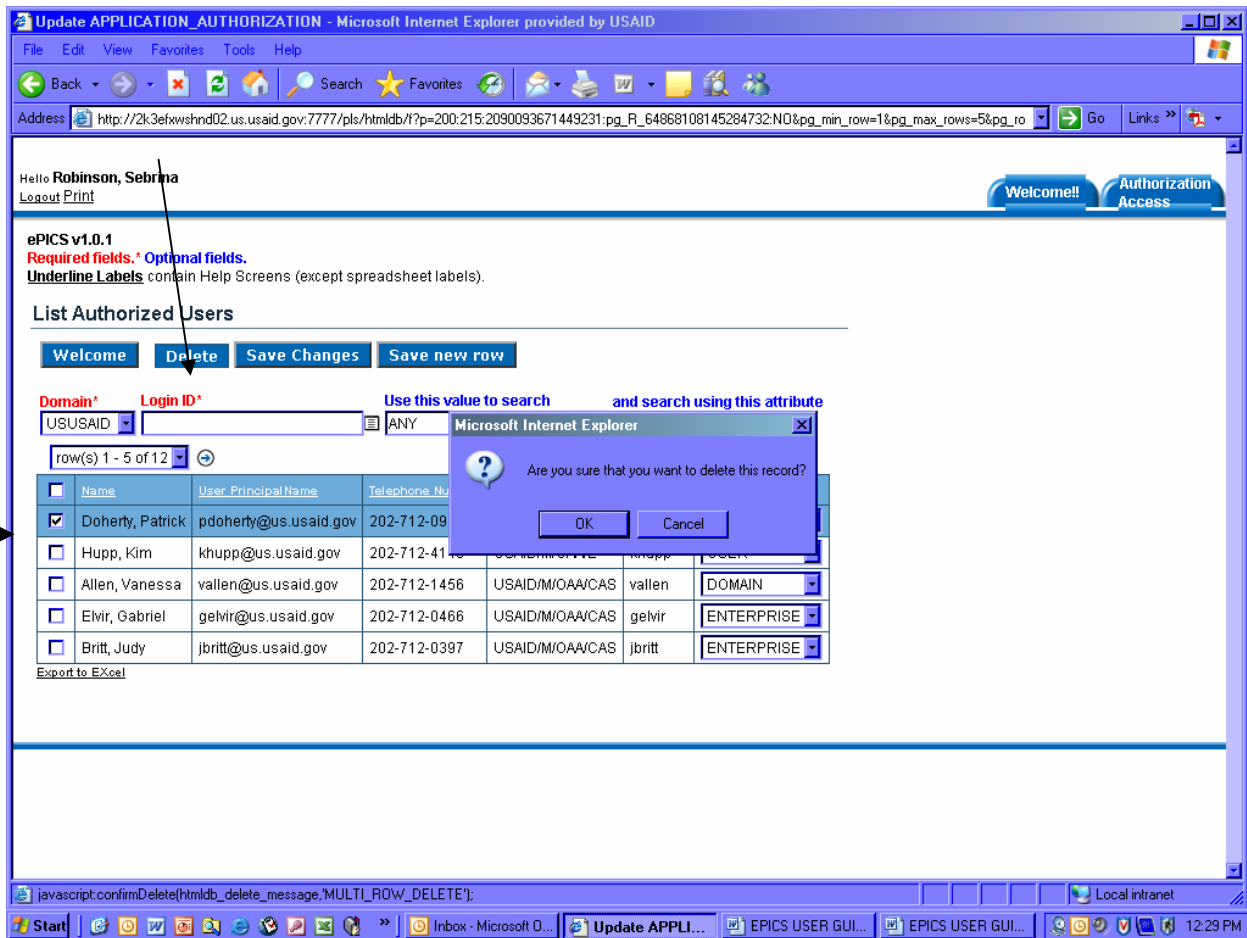 Update APPLICATION_AUTHORIZATION - Microsoft Internet Explorer provided by USAID
File Edit View Favorites Tools Help
Back Search Favorites
Address http://2k3efxwshnd02.us.usaid.gov:7777/pls/htmldb/f?p=200:215:2090093671449231:pg_R_64868108145284732:NO&pg_min_row=1&pg_max_rows=5&pg_ro Go Links »
Hello Robinson, Sebrina
Logout Print
Welcome!! Authorization Access
ePICS v1.0.1
Required fields.* Optional fields.
Underline Labels contain Help Screens (except spreadsheet labels).
List Authorized Users
Welcome Delete Save Changes Save new row
Domain* Login ID* Use this value to search and search using this attribute
USUSAID ANY
Microsoft Internet Explorer
Are you sure that you want to delete this record?
OK Cancel
row(s) 1 - 5 of 12
Name User PrincipalName Telephone Nu
Doherty, Patrick pdoherty@us.usaid.gov 202-712-09
Hupp, Kim khupp@us.usaid.gov 202-712-41
Allen, Vanessa vallen@us.usaid.gov 202-712-1456 USAID/M/OAA/CAS vallen DOMAIN
Elvir, Gabriel gelvir@us.usaid.gov 202-712-0466 USAID/M/OAA/CAS gelvir ENTERPRISE
Britt, Judy jbritt@us.usaid.gov 202-712-0397 USAID/M/OAA/CAS jbritt ENTERPRISE
Export to EXcel
javascript:confirmDelete(htmldb_delete_message,'MULTI_ROW_DELETE');
Local intranet
Start » Inbox - Microsoft O... Update APPLI... EPICS USER GUI... EPICS USER GUI... 12:29 PM